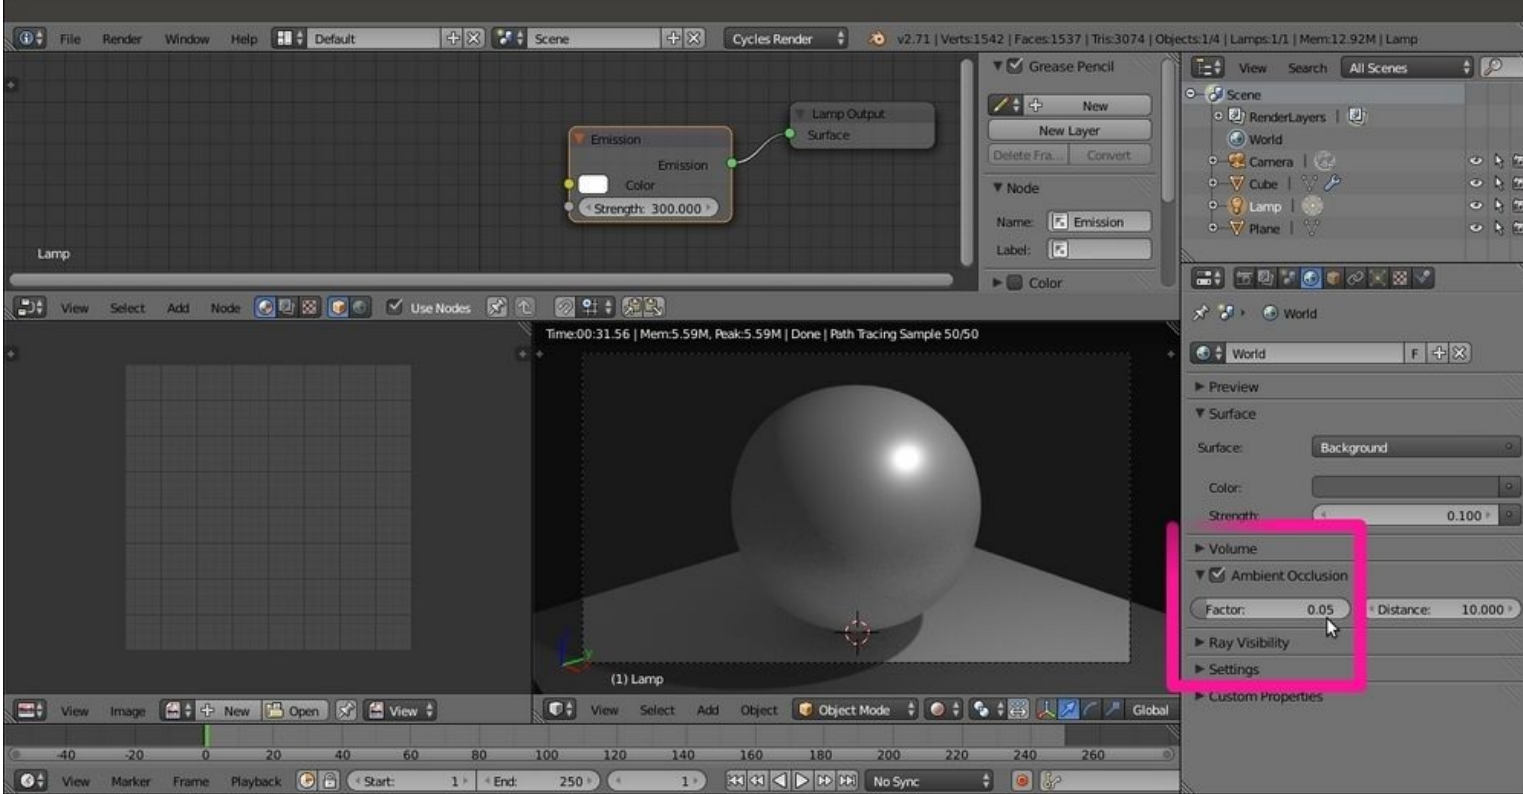 File Render Window Help Default Scene Cycles Render v2.71 | Verts:1542 | Faces:1537 | Tris:3074 | Objects:1/4 | Lamps:1/1 | Mem:12.92M | Lamp
Emission
Emission
Color
Strength: 300.000
Lamp Output
Surface
Lamp
Grease Pencil
New
New Layer
Delete Fra... Convert
Node
Name: Emission
Label:
Color
View Search All Scenes
Scene
RenderLayers
World
Camera
Cube
Lamp
Plane
View Select Add Node Use Nodes
Time:00:31.56 | Mem:5.59M, Peak:5.59M | Done | Path Tracing Sample 50/50
(1) Lamp
World
World F
Preview
Surface
Surface: Background
Color:
Strength: 0.100
Volume
Ambient Occlusion
Factor: 0.05 Distance: 10.000
Ray Visibility
Settings
Custom Properties
View Image New Open View
View Select Add Object Object Mode Global
-40 -20 0 20 40 60 80 100 120 140 160 180 200 220 240 260
View Marker Frame Playback Start: 1 End: 250 1 No Sync